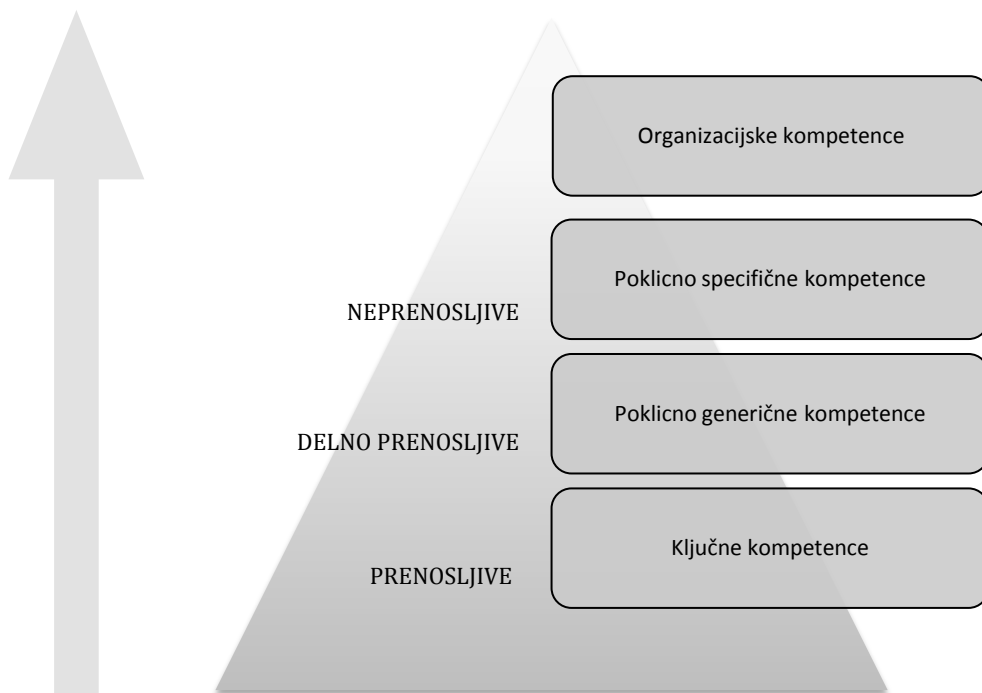 Organizacijske kompetence
Poklicno specifične kompetence
NEPRENOSLJIVE
Poklicno generične kompetence
DELNO PRENOSLJIVE
Ključne kompetence
PRENOSLJIVE